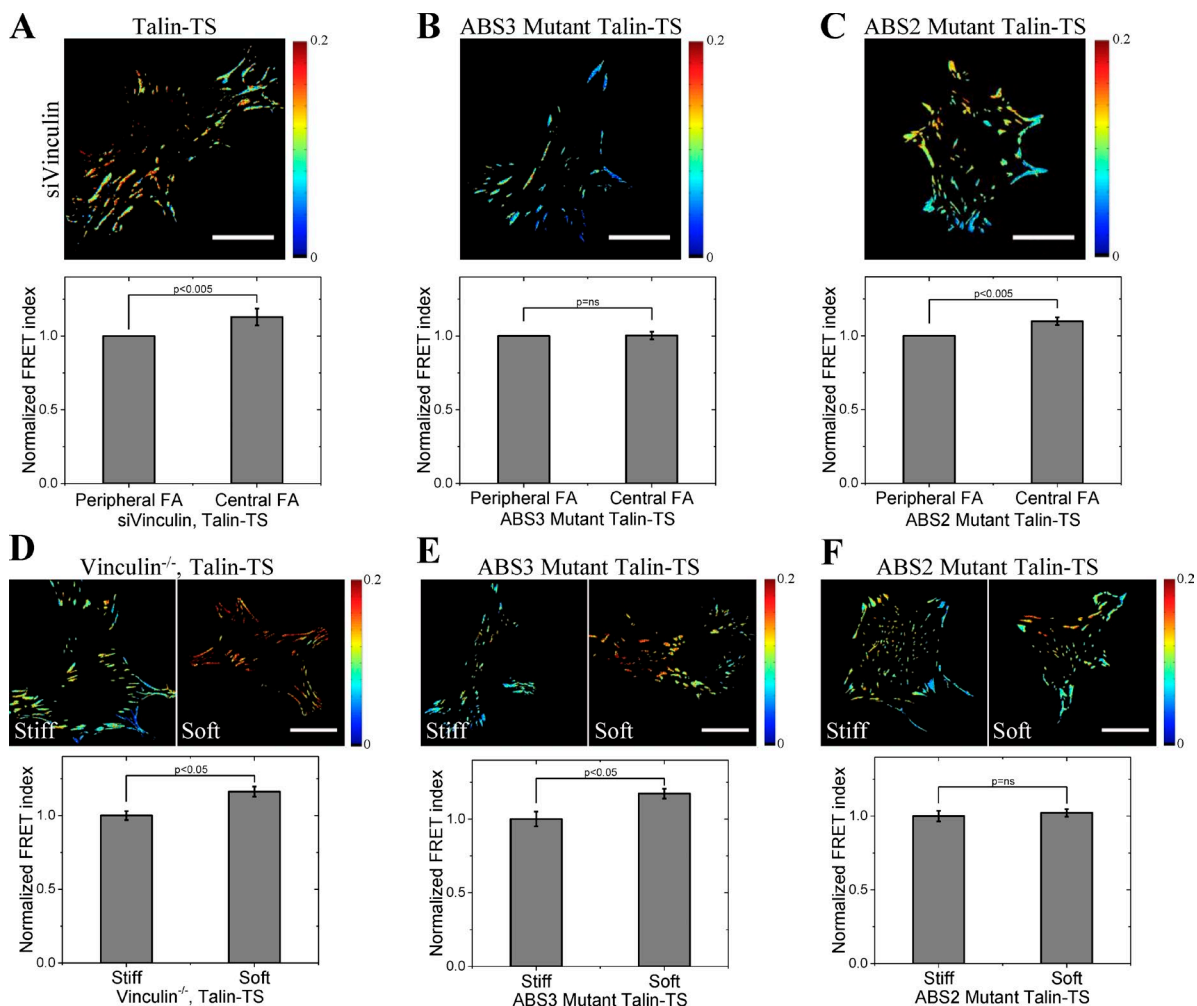 A
Talin-TS
siVinculin
0.2
0
Normalized FRET index
1.0
0.5
0.0
p<0.005
Peripheral FA Central FA
siVinculin, Talin-TS
B
ABS3 Mutant Talin-TS
0.2
0
Normalized FRET index
1.0
0.5
0.0
p=ns
Peripheral FA Central FA
ABS3 Mutant Talin-TS
C
ABS2 Mutant Talin-TS
0.2
0
Normalized FRET index
1.0
0.5
0.0
p<0.005
Peripheral FA Central FA
ABS2 Mutant Talin-TS
D
Vinculin-/-, Talin-TS
Stiff Soft
0.2
0
Normalized FRET index
1.0
0.5
0.0
p<0.05
Stiff Soft
Vinculin-/-, Talin-TS
E
ABS3 Mutant Talin-TS
Stiff Soft
0.2
0
Normalized FRET index
1.0
0.5
0.0
p<0.05
Stiff Soft
ABS3 Mutant Talin-TS
F
ABS2 Mutant Talin-TS
Stiff Soft
0.2
0
Normalized FRET index
1.0
0.5
0.0
p=ns
Stiff Soft
ABS2 Mutant Talin-TS